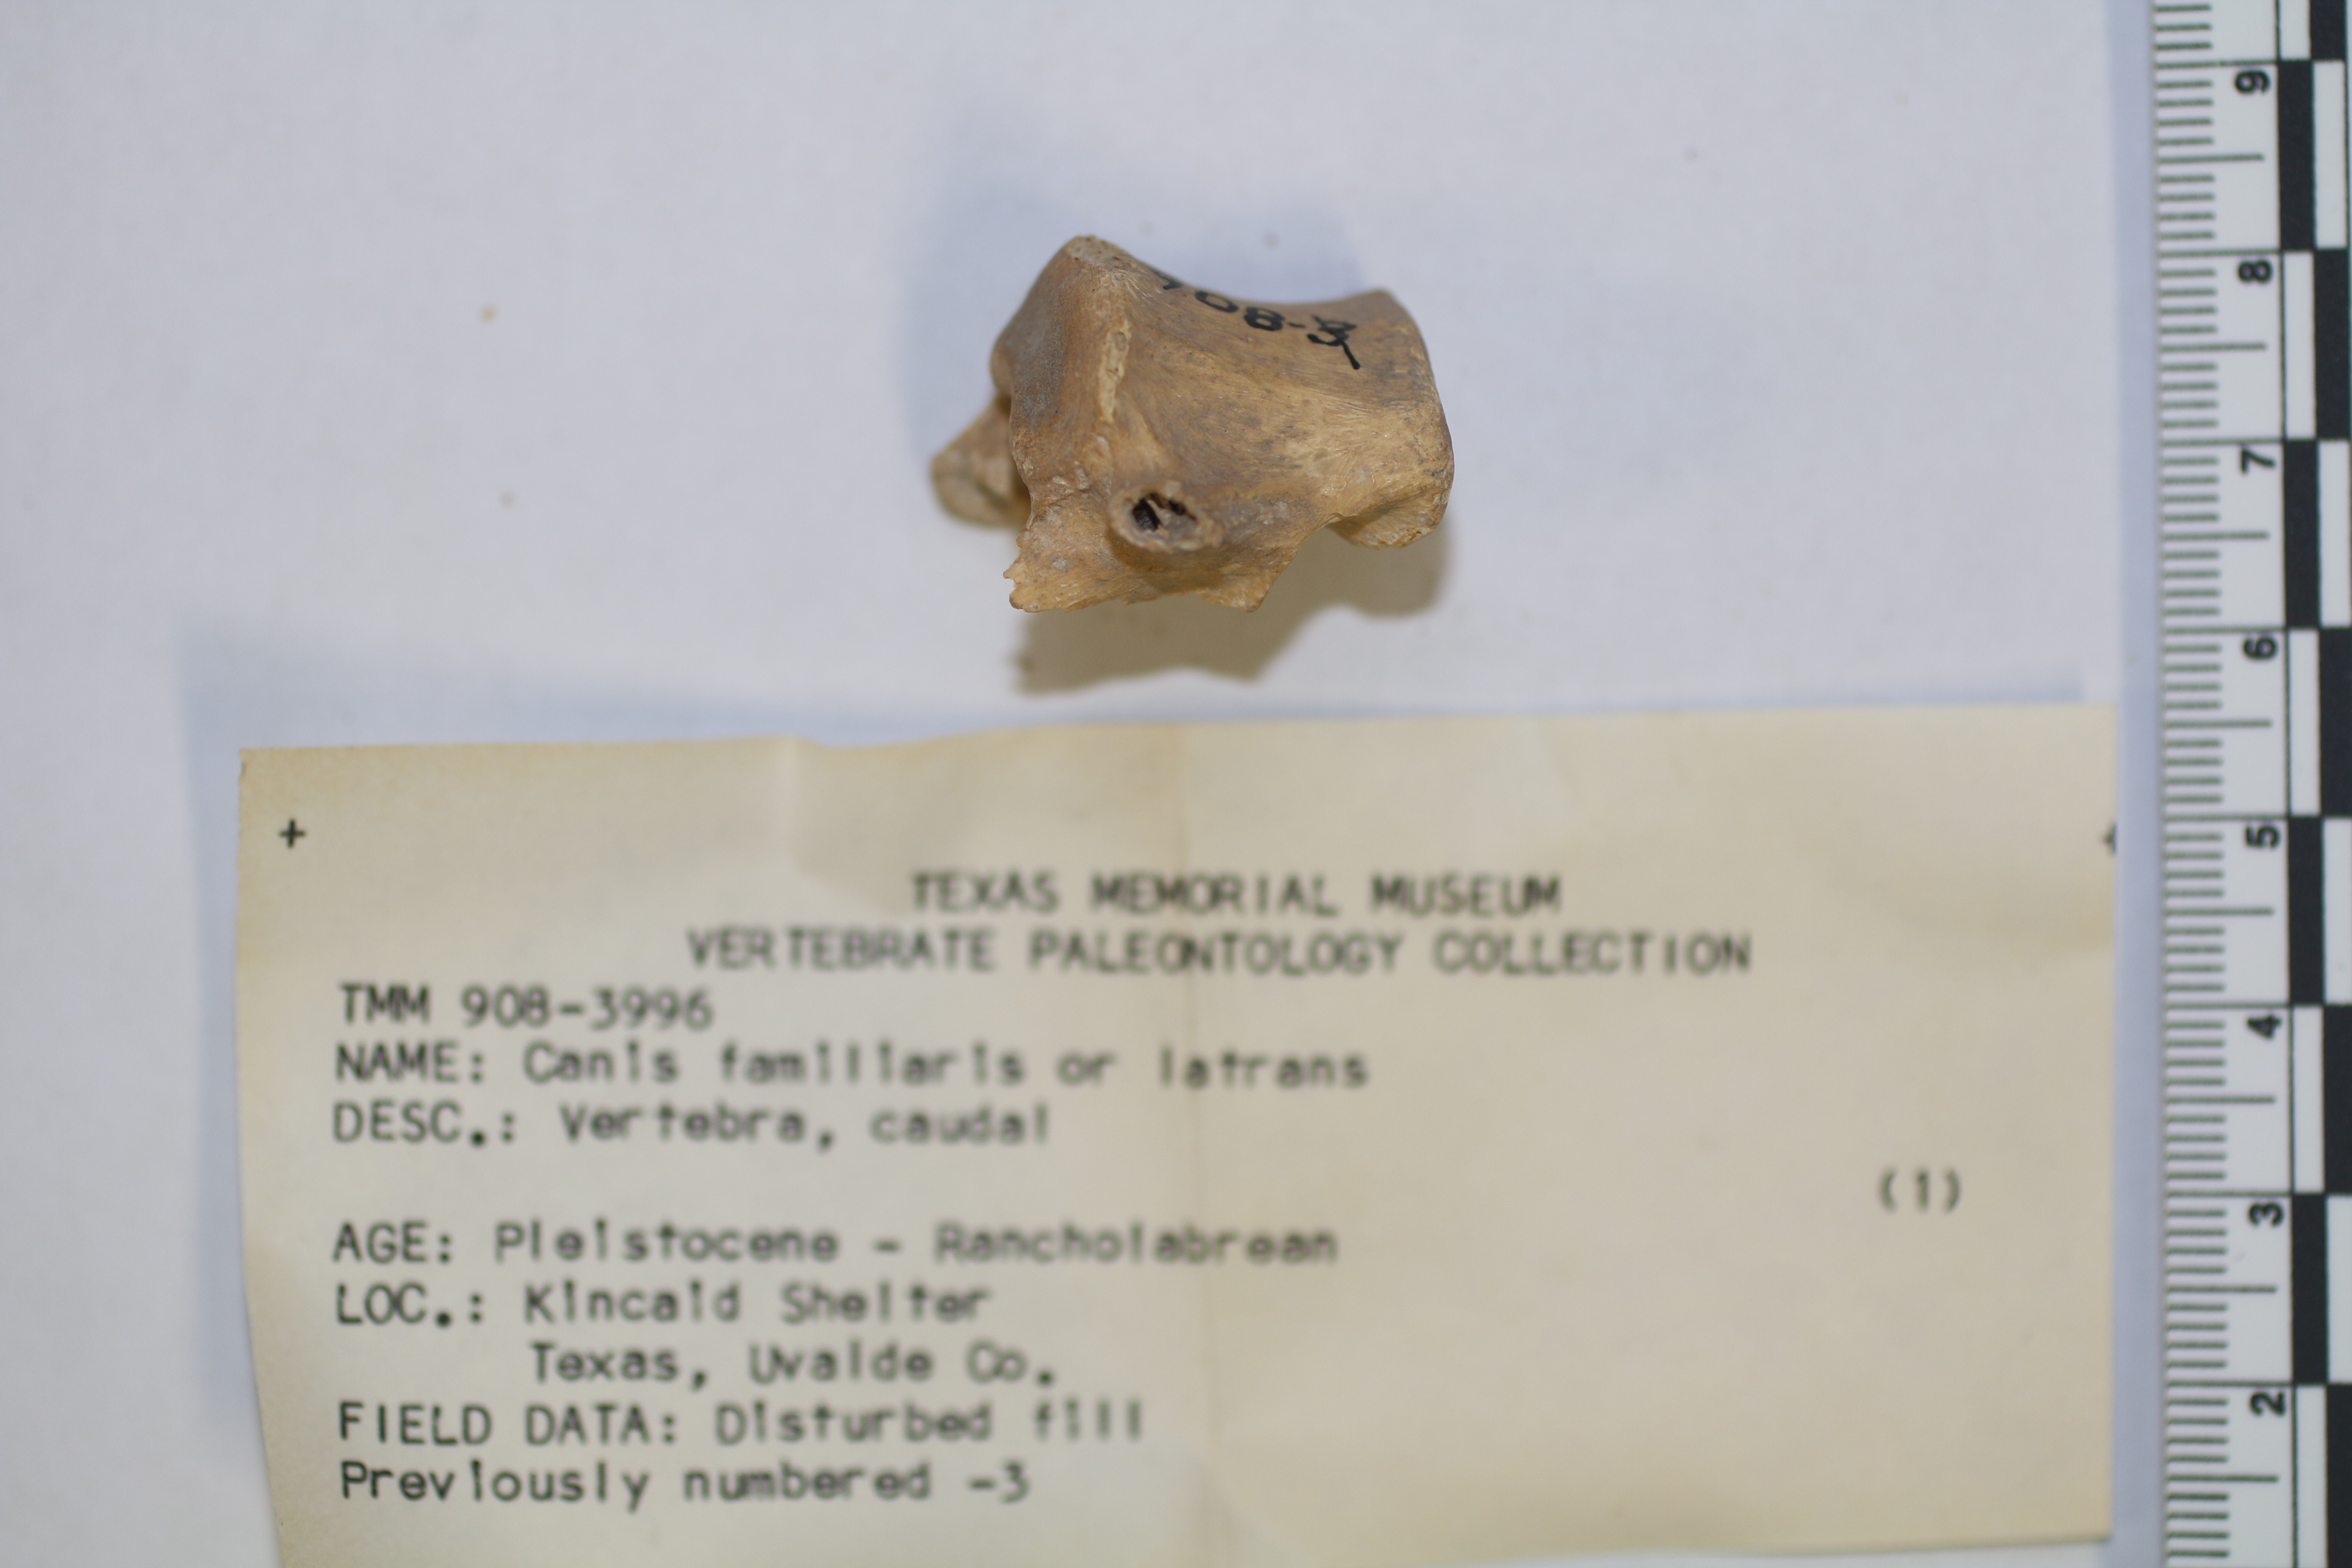 908-3
TEXAS MEMORIAL MUSEUM
VERTEBRATE PALEONTOLOGY COLLECTION
TMM 908-3996
NAME: Canis familiaris or latrans
DESC.: Vertebra, caudal
(1)
AGE: Pleistocene - Rancholabrean
LOC.: Kincaid Shelter
Texas, Uvalde Co.
FIELD DATA: Disturbed fill
Previously numbered -3
9
8
7
6
5
4
3
2